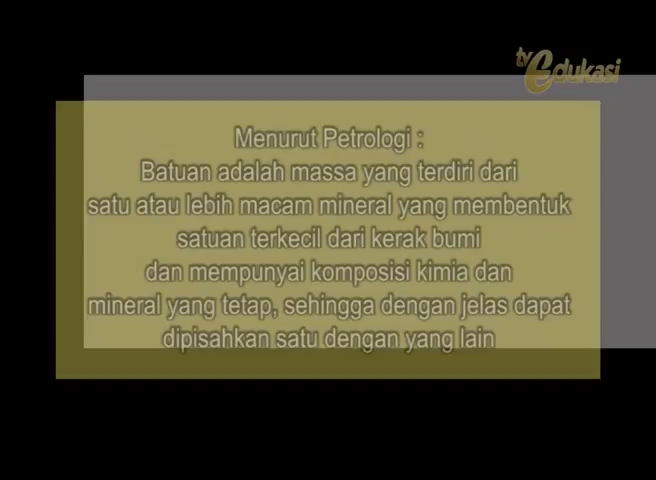 tv Edukasi
Menurut Petrologi :
Batuan adalah massa yang terdiri dari
satu atau lebih macam mineral yang membentuk
satuan terkecil dari kerak bumi
dan mempunyai komposisi kimia dan
mineral yang tetap, sehingga dengan jelas dapat
dipisahkan satu dengan yang lain